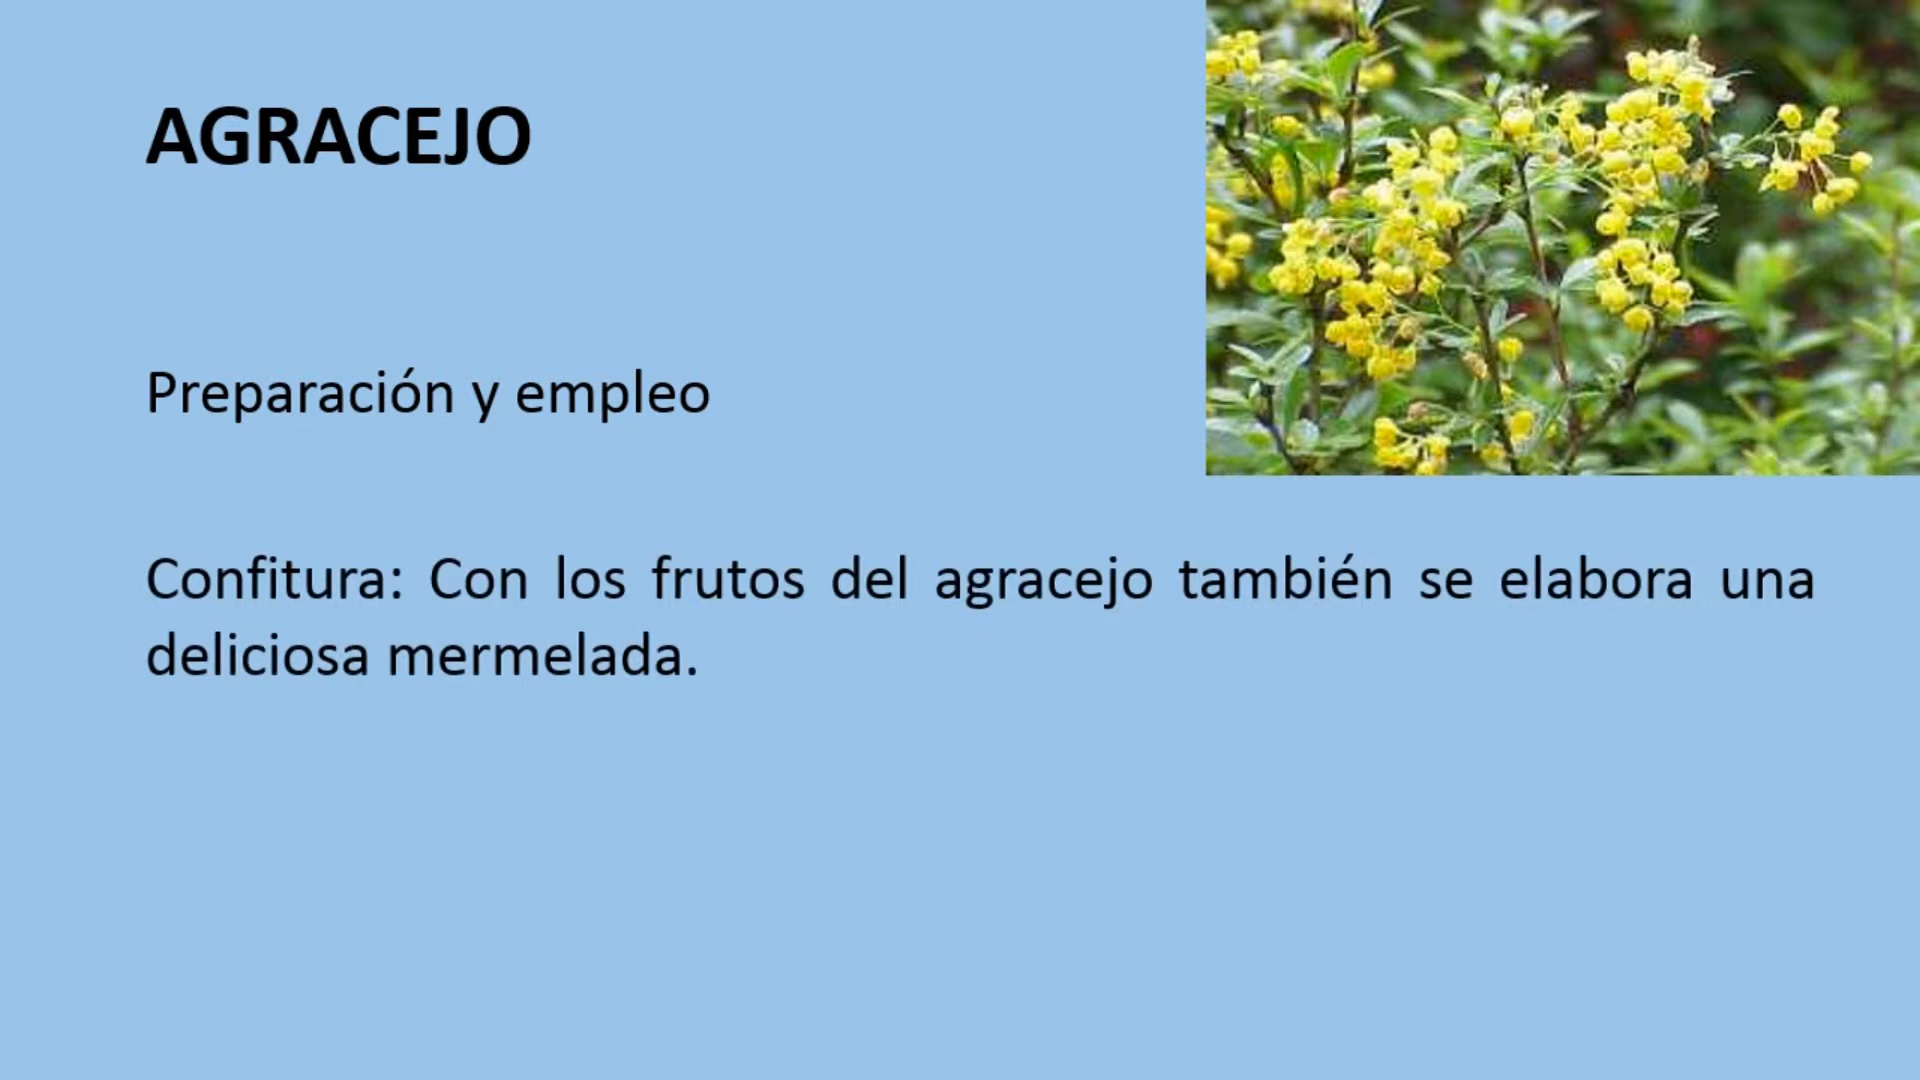 AGRACEJO
Preparación y empleo
Confitura: Con los frutos del agracejo también se elabora una
deliciosa mermelada.